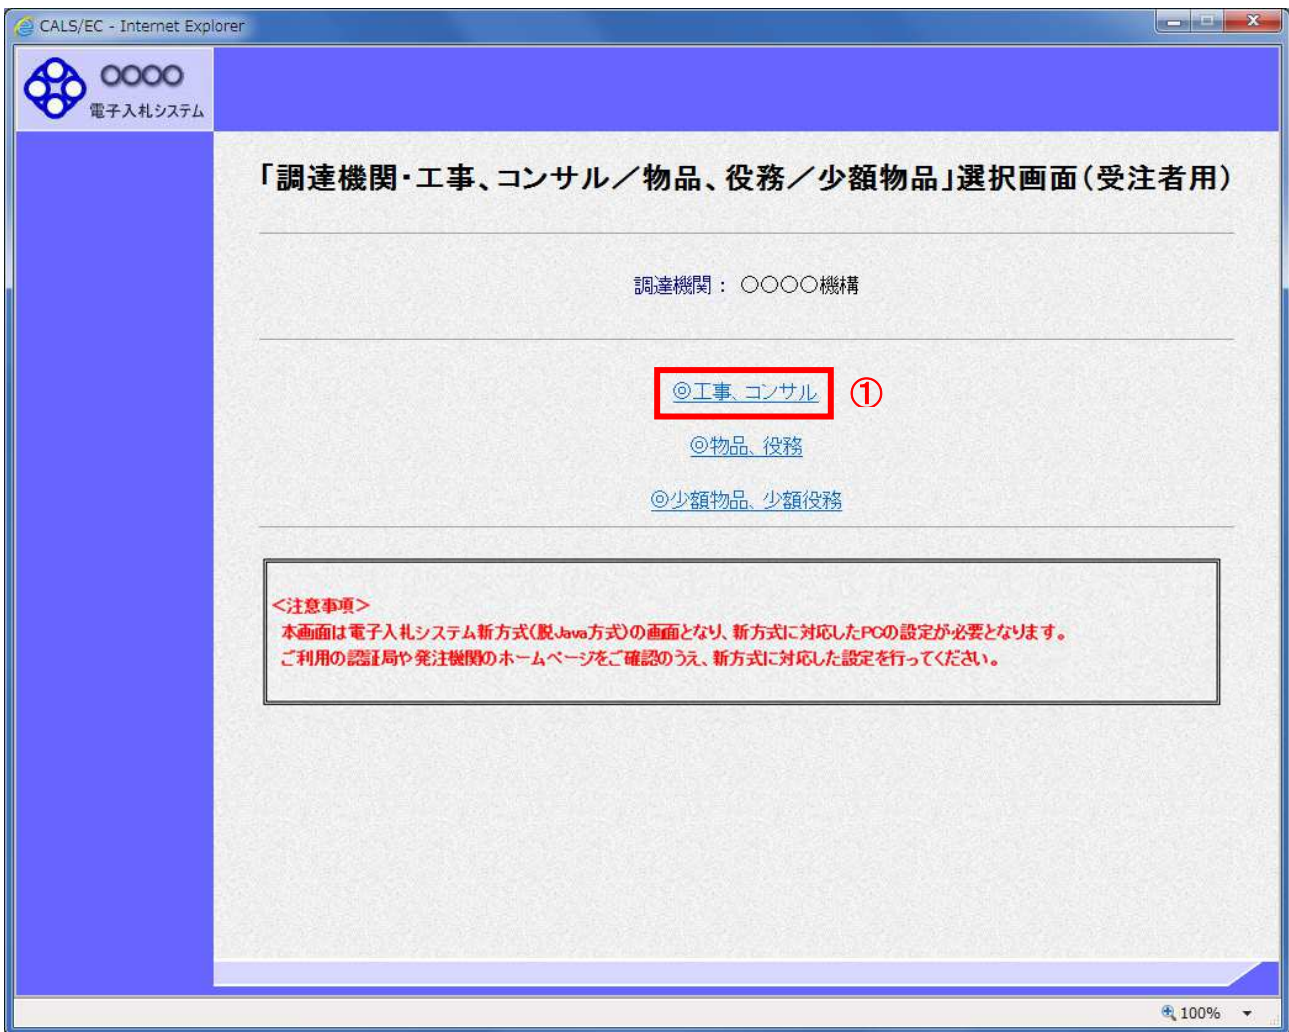 CALS/EC - Internet Explorer
○○○○
電子入札システム
「調達機関・工事、コンサル／物品、役務／少額物品」選択画面（受注者用）
調達機関： ○○○○機構
◎工事、コンサル ①
◎物品、役務
◎少額物品、少額役務
＜注意事項＞
本画面は電子入札システム新方式(脱Java方式)の画面となり、新方式に対応したPCの設定が必要となります。
ご利用の認証局や発注機関のホームページをご確認のうえ、新方式に対応した設定を行ってください。
100%